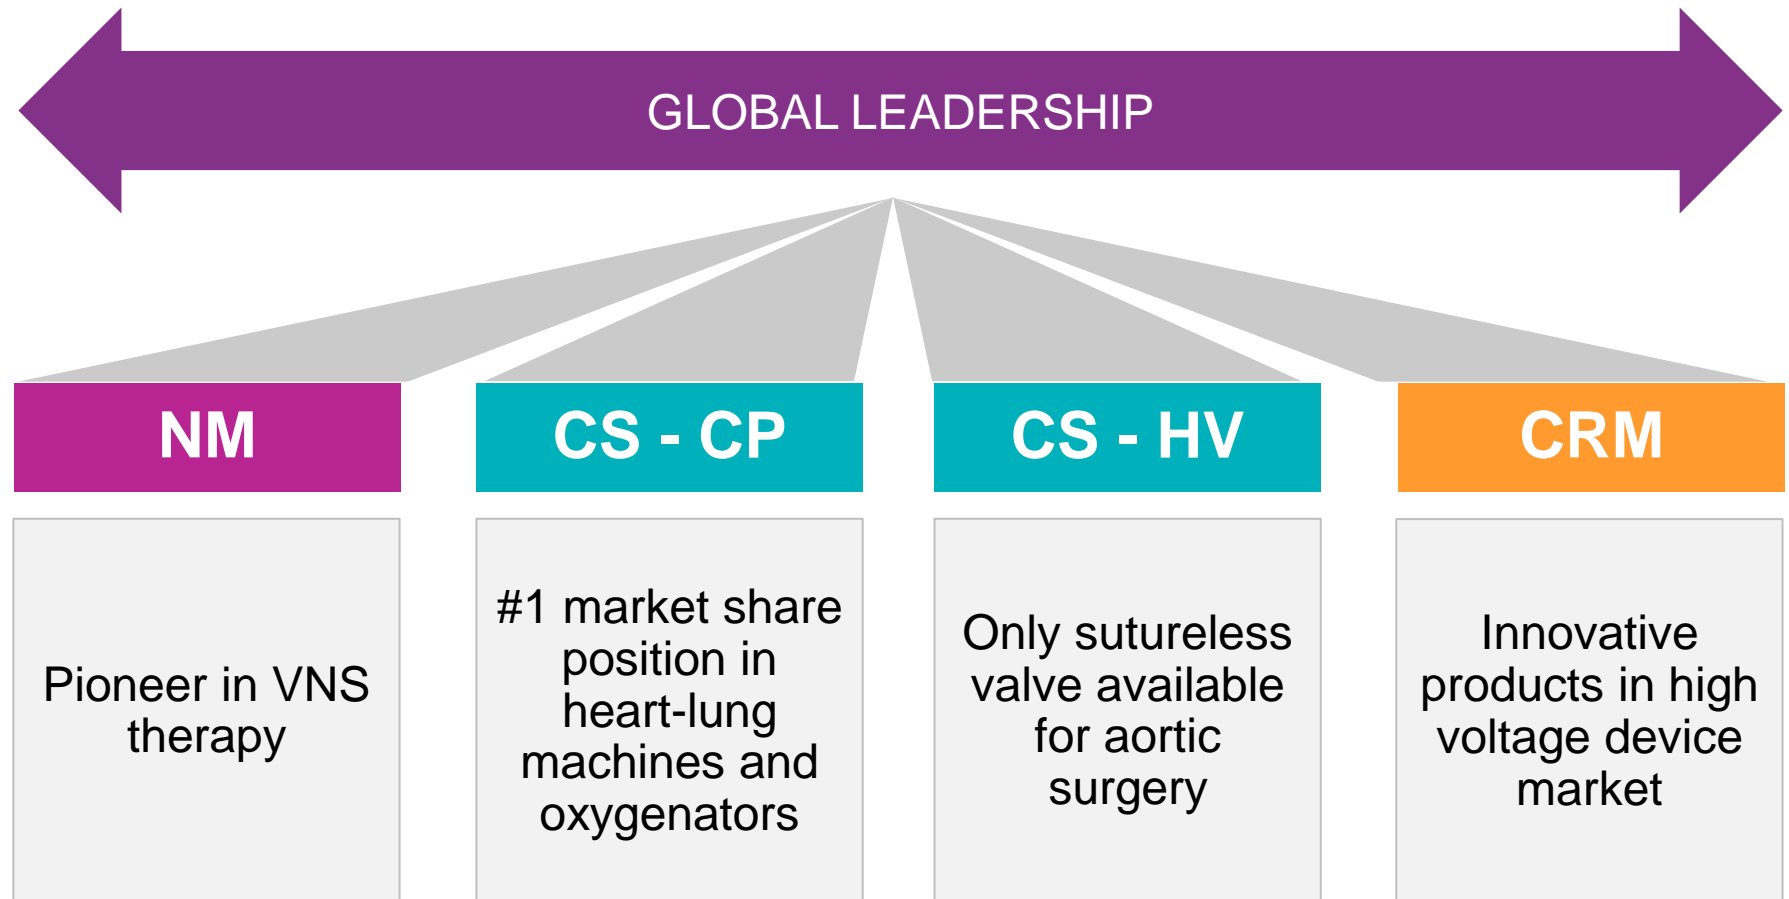 GLOBAL LEADERSHIP
NM
CS - CP
CS - HV
CRM
Pioneer in VNS
therapy
#1 market share
position in
heart-lung
machines and
oxygenators
Only sutureless
valve available
for aortic
surgery
Innovative
products in high
voltage device
market